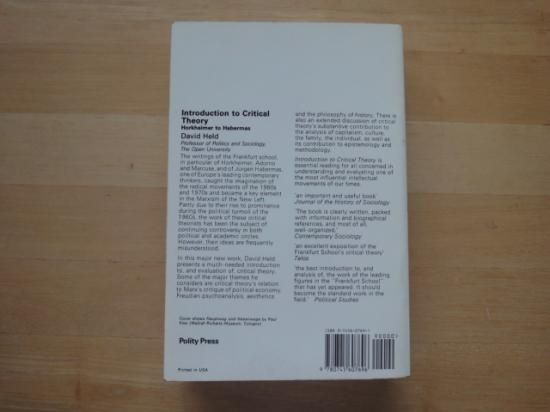 Introduction to Critical
Theory
Horkheimer to Habermas
David Held
Professor of Politics and Sociology,
The Open University
The writings of the Frankfurt school,
in particular of Horkheimer, Adorno
and Marcuse, and of Jürgen Habermas,
one of Europe's leading contemporary
thinkers, caught the imagination of
the radical movements of the 1960s
and 1970s and became a key element
in the Marxism of the New Left.
Partly due to their rise to prominence
during the political turmoil of the
1960s, the work of these critical
theorists has been the subject of
continuing controversy in both
political and academic circles.
However, their ideas are frequently
misunderstood.
In this major new work, David Held
presents a much-needed introduction
to, and evaluation of, critical theory.
Some of the major themes he
considers are critical theory's relation
to Marx's critique of political economy,
Freudian psychoanalysis, aesthetics
and the philosophy of history. There is
also an extended discussion of critical
theory's substantive contribution to
the analysis of capitalism, culture,
the family, the individual, as well as
its contribution to epistemology and
methodology.
Introduction to Critical Theory is
essential reading for all concerned in
understanding and evaluating one of
the most influential intellectual
movements of our times.
'an important and useful book'
Journal of the History of Sociology
'The book is clearly written, packed
with information and biographical
references, and most of all,
well-organized.'
Contemporary Sociology
'an excellent exposition of the
Frankfurt School's critical theory'
Telos
'the best introduction to, and
analysis of, the work of the leading
figures in the "Frankfurt School"
that has yet appeared. It should
become the standard work in the
field.' Political Studies
Cover shows by Paul
Klee
Polity Press
Printed in USA
90000